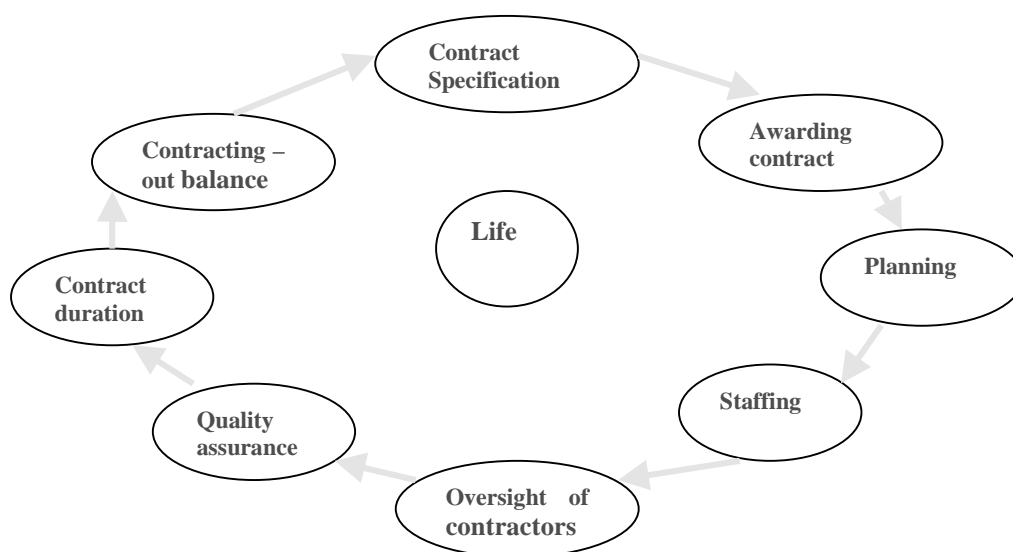 Contract
Specification
Awarding
contract
Planning
Staffing
Oversight of
contractors
Quality
assurance
Contract
duration
Contracting –
out balance
Life